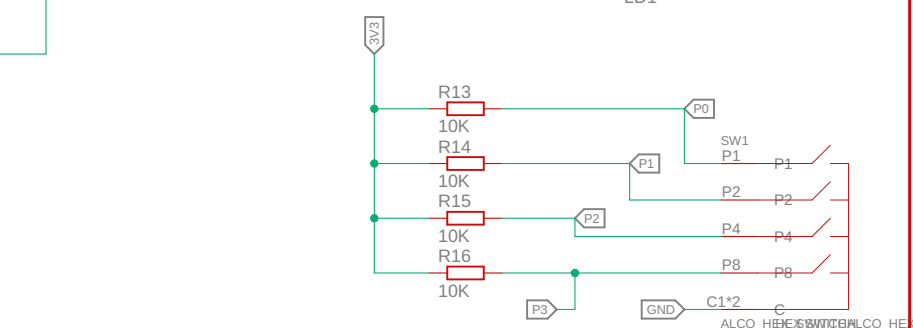 LD1
3V3
R13
10K
P0
R14
10K
P1
R15
10K
P2
R16
10K
P3
GND
SW1
P1 P1
P2 P2
P4 P4
P8 P8
C1*2 C
ALCO_HEX